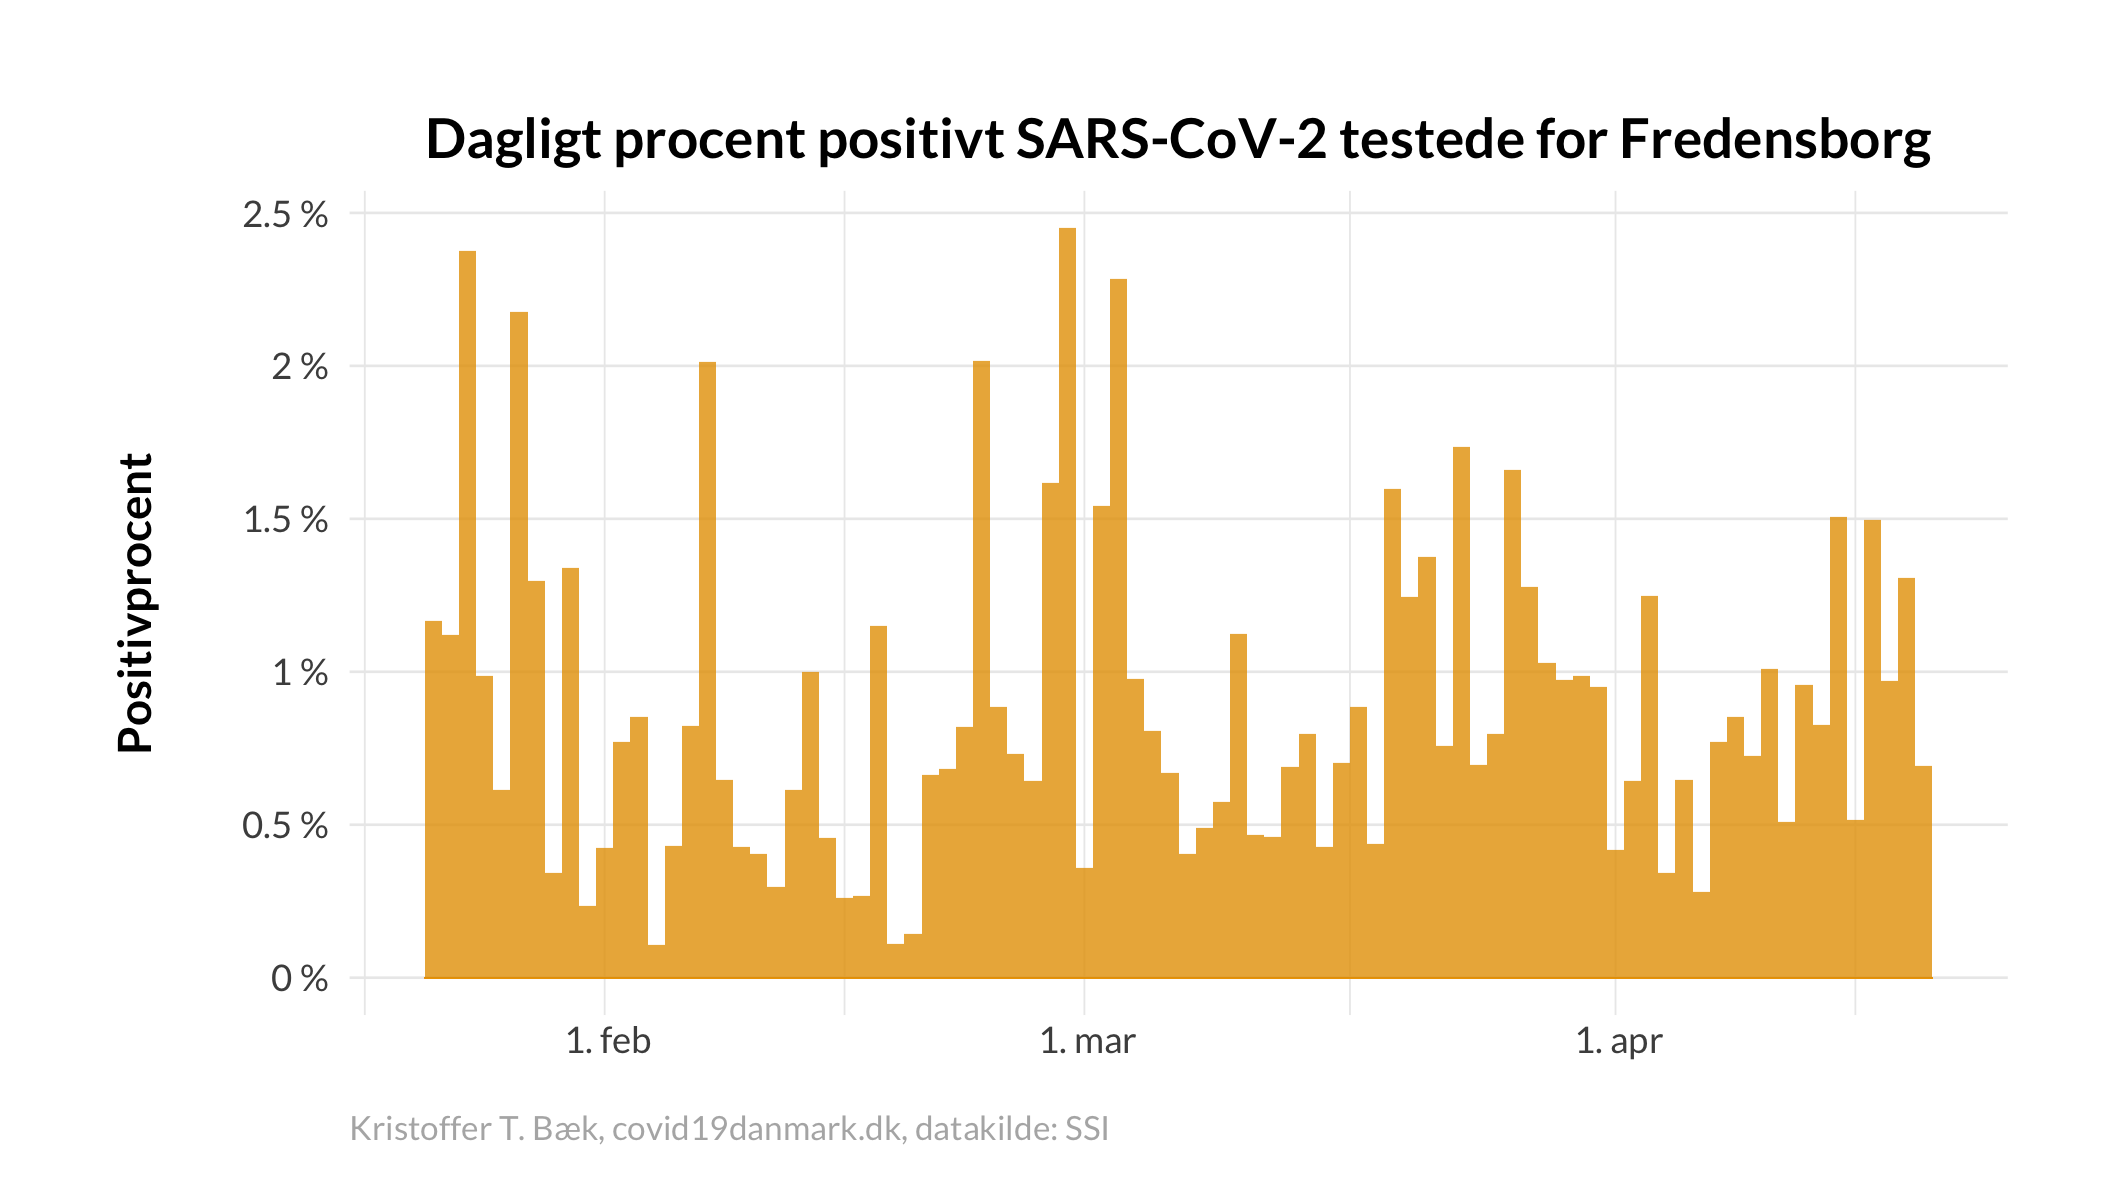 Dagligt procent positivt SARS-CoV-2 testede for Fredensborg
Positivprocent
2.5 %
2 %
1.5 %
1 %
0.5 %
0 %
1. feb
1. mar
1. apr
Kristoffer T. Bæk, covid19danmark.dk, datakilde: SSI